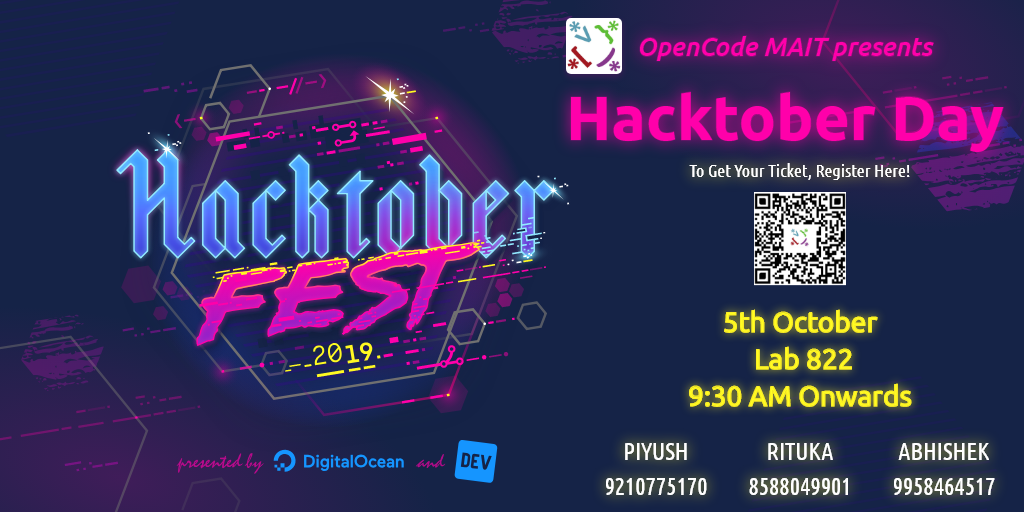 Hacktober
FEST
2019.
presented by DigitalOcean and DEV
OpenCode MAIT presents
Hacktober Day
To Get Your Ticket, Register Here!
5th October
Lab 822
9:30 AM Onwards
PIYUSH RITUKA ABHISHEK
9210775170 8588049901 9958464517